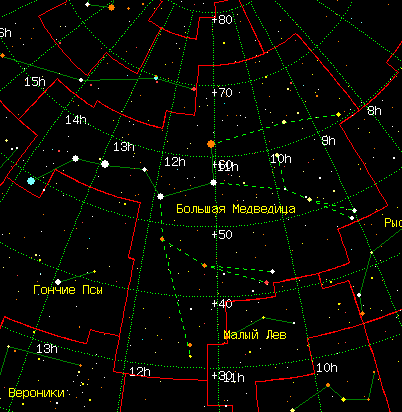 +80
6h
15h
+70
14h
8h
13h
9h
12h
+60
11h
10h
Большая Медведица
Рыс
+50
Гончие Псы
+40
Малый Лев
13h
12h
+30
11h
10h
Вероники